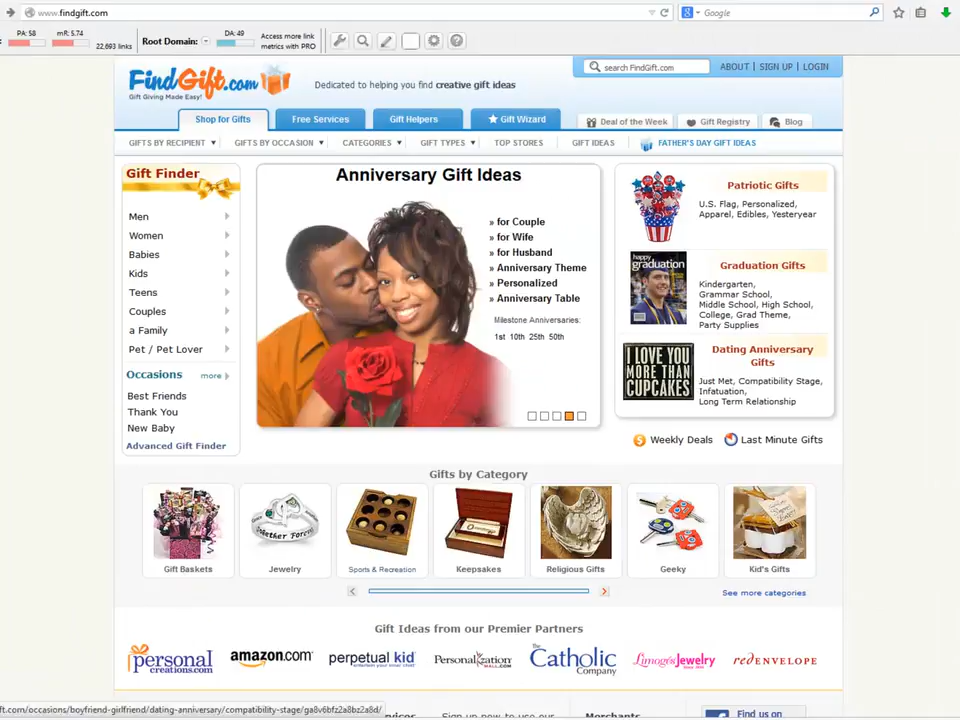 www.findgift.com
Google
PA: 58
mR: 5.74
22,693 links
Root Domain:
DA: 49
Access more link
metrics with PRO
FindGift.com
Gift Giving Made Easy!
Dedicated to helping you find creative gift ideas
search FindGift.com
ABOUT | SIGN UP | LOGIN
Shop for Gifts
Free Services
Gift Helpers
Gift Wizard
Deal of the Week
Gift Registry
Blog
GIFTS BY RECIPIENT
GIFTS BY OCCASION
CATEGORIES
GIFT TYPES
TOP STORES
GIFT IDEAS
FATHER'S DAY GIFT IDEAS
Gift Finder
Men
Women
Babies
Kids
Teens
Couples
a Family
Pet / Pet Lover
Occasions
more
Best Friends
Thank You
New Baby
Advanced Gift Finder
Anniversary Gift Ideas
» for Couple
» for Wife
» for Husband
» Anniversary Theme
» Personalized
» Anniversary Table
Milestone Anniversaries:
1st 10th 25th 50th
Patriotic Gifts
U.S. Flag, Personalized,
Apparel, Edibles, Yesteryear
happy
graduation
Graduation Gifts
Kindergarten,
Grammar School,
Middle School, High School,
College, Grad Theme,
Party Supplies
I LOVE YOU
MORE THAN
CUPCAKES
Dating Anniversary
Gifts
Just Met, Compatibility Stage,
Infatuation,
Long Term Relationship
Weekly Deals
Last Minute Gifts
Gifts by Category
Together Forever
Gift Baskets
Jewelry
Sports & Recreation
Keepsakes
Religious Gifts
Geeky
Kid's Gifts
See more categories
Gift Ideas from our Premier Partners
personal
creations.com
amazon.com
perpetual kid
Personalization
MALL.COM
The
Catholic
Company
Limoges Jewelry
redENVELOPE
ft.com/occasions/boyfriend-girlfriend/dating-anniversary/compatibility-stage/ga8v6bfz2a8bz2a8d/
Sign up now to use our
Merchants
Find us on